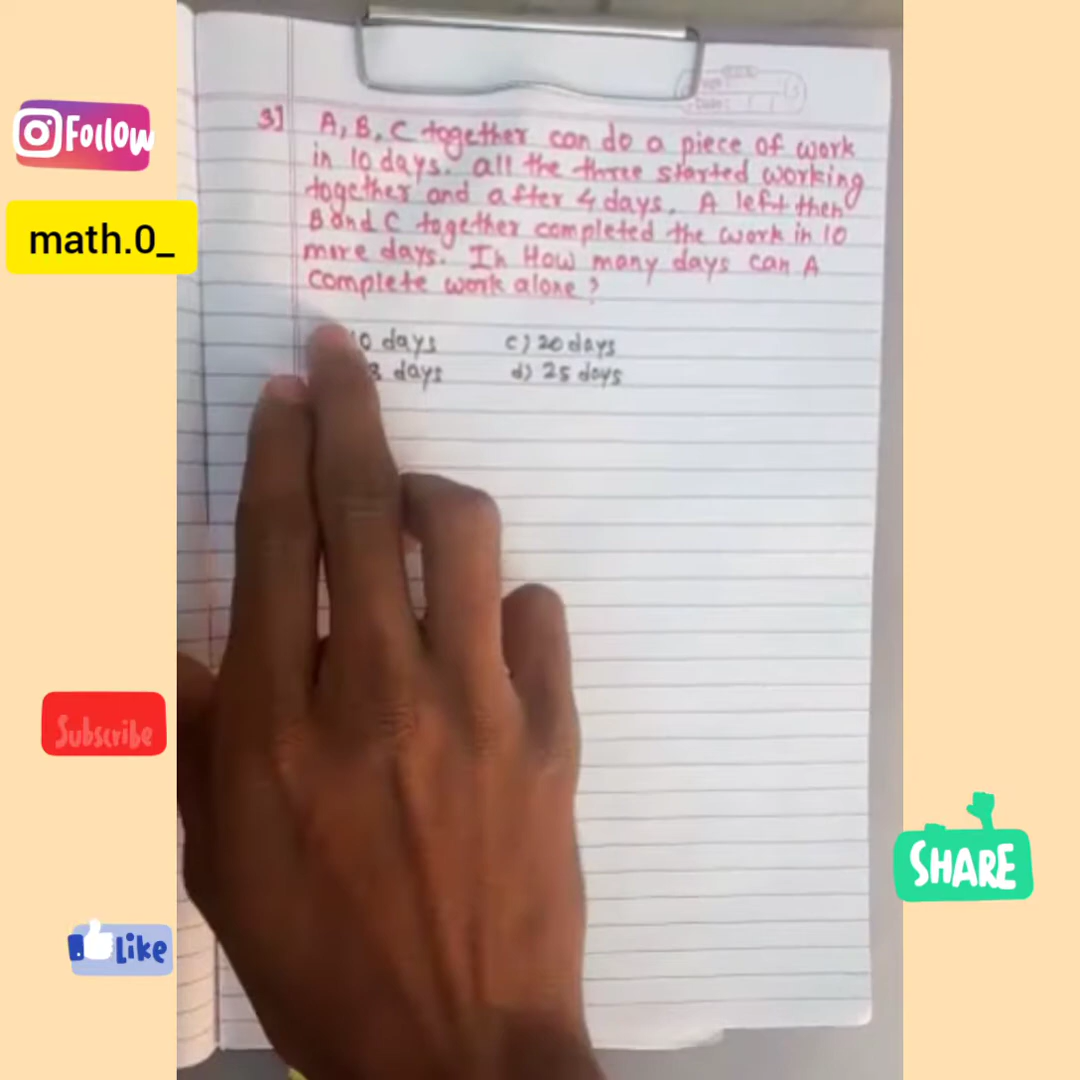 3] A, B, C together can do a piece of work
in 10 days. all the three started working
together and after 4 days. A left then
B and C together completed the work in 10
more days. In How many days can A
complete work alone?
days c) 20 days
days d) 25 days
Follow
math.0_
Subscribe
Like
SHARE